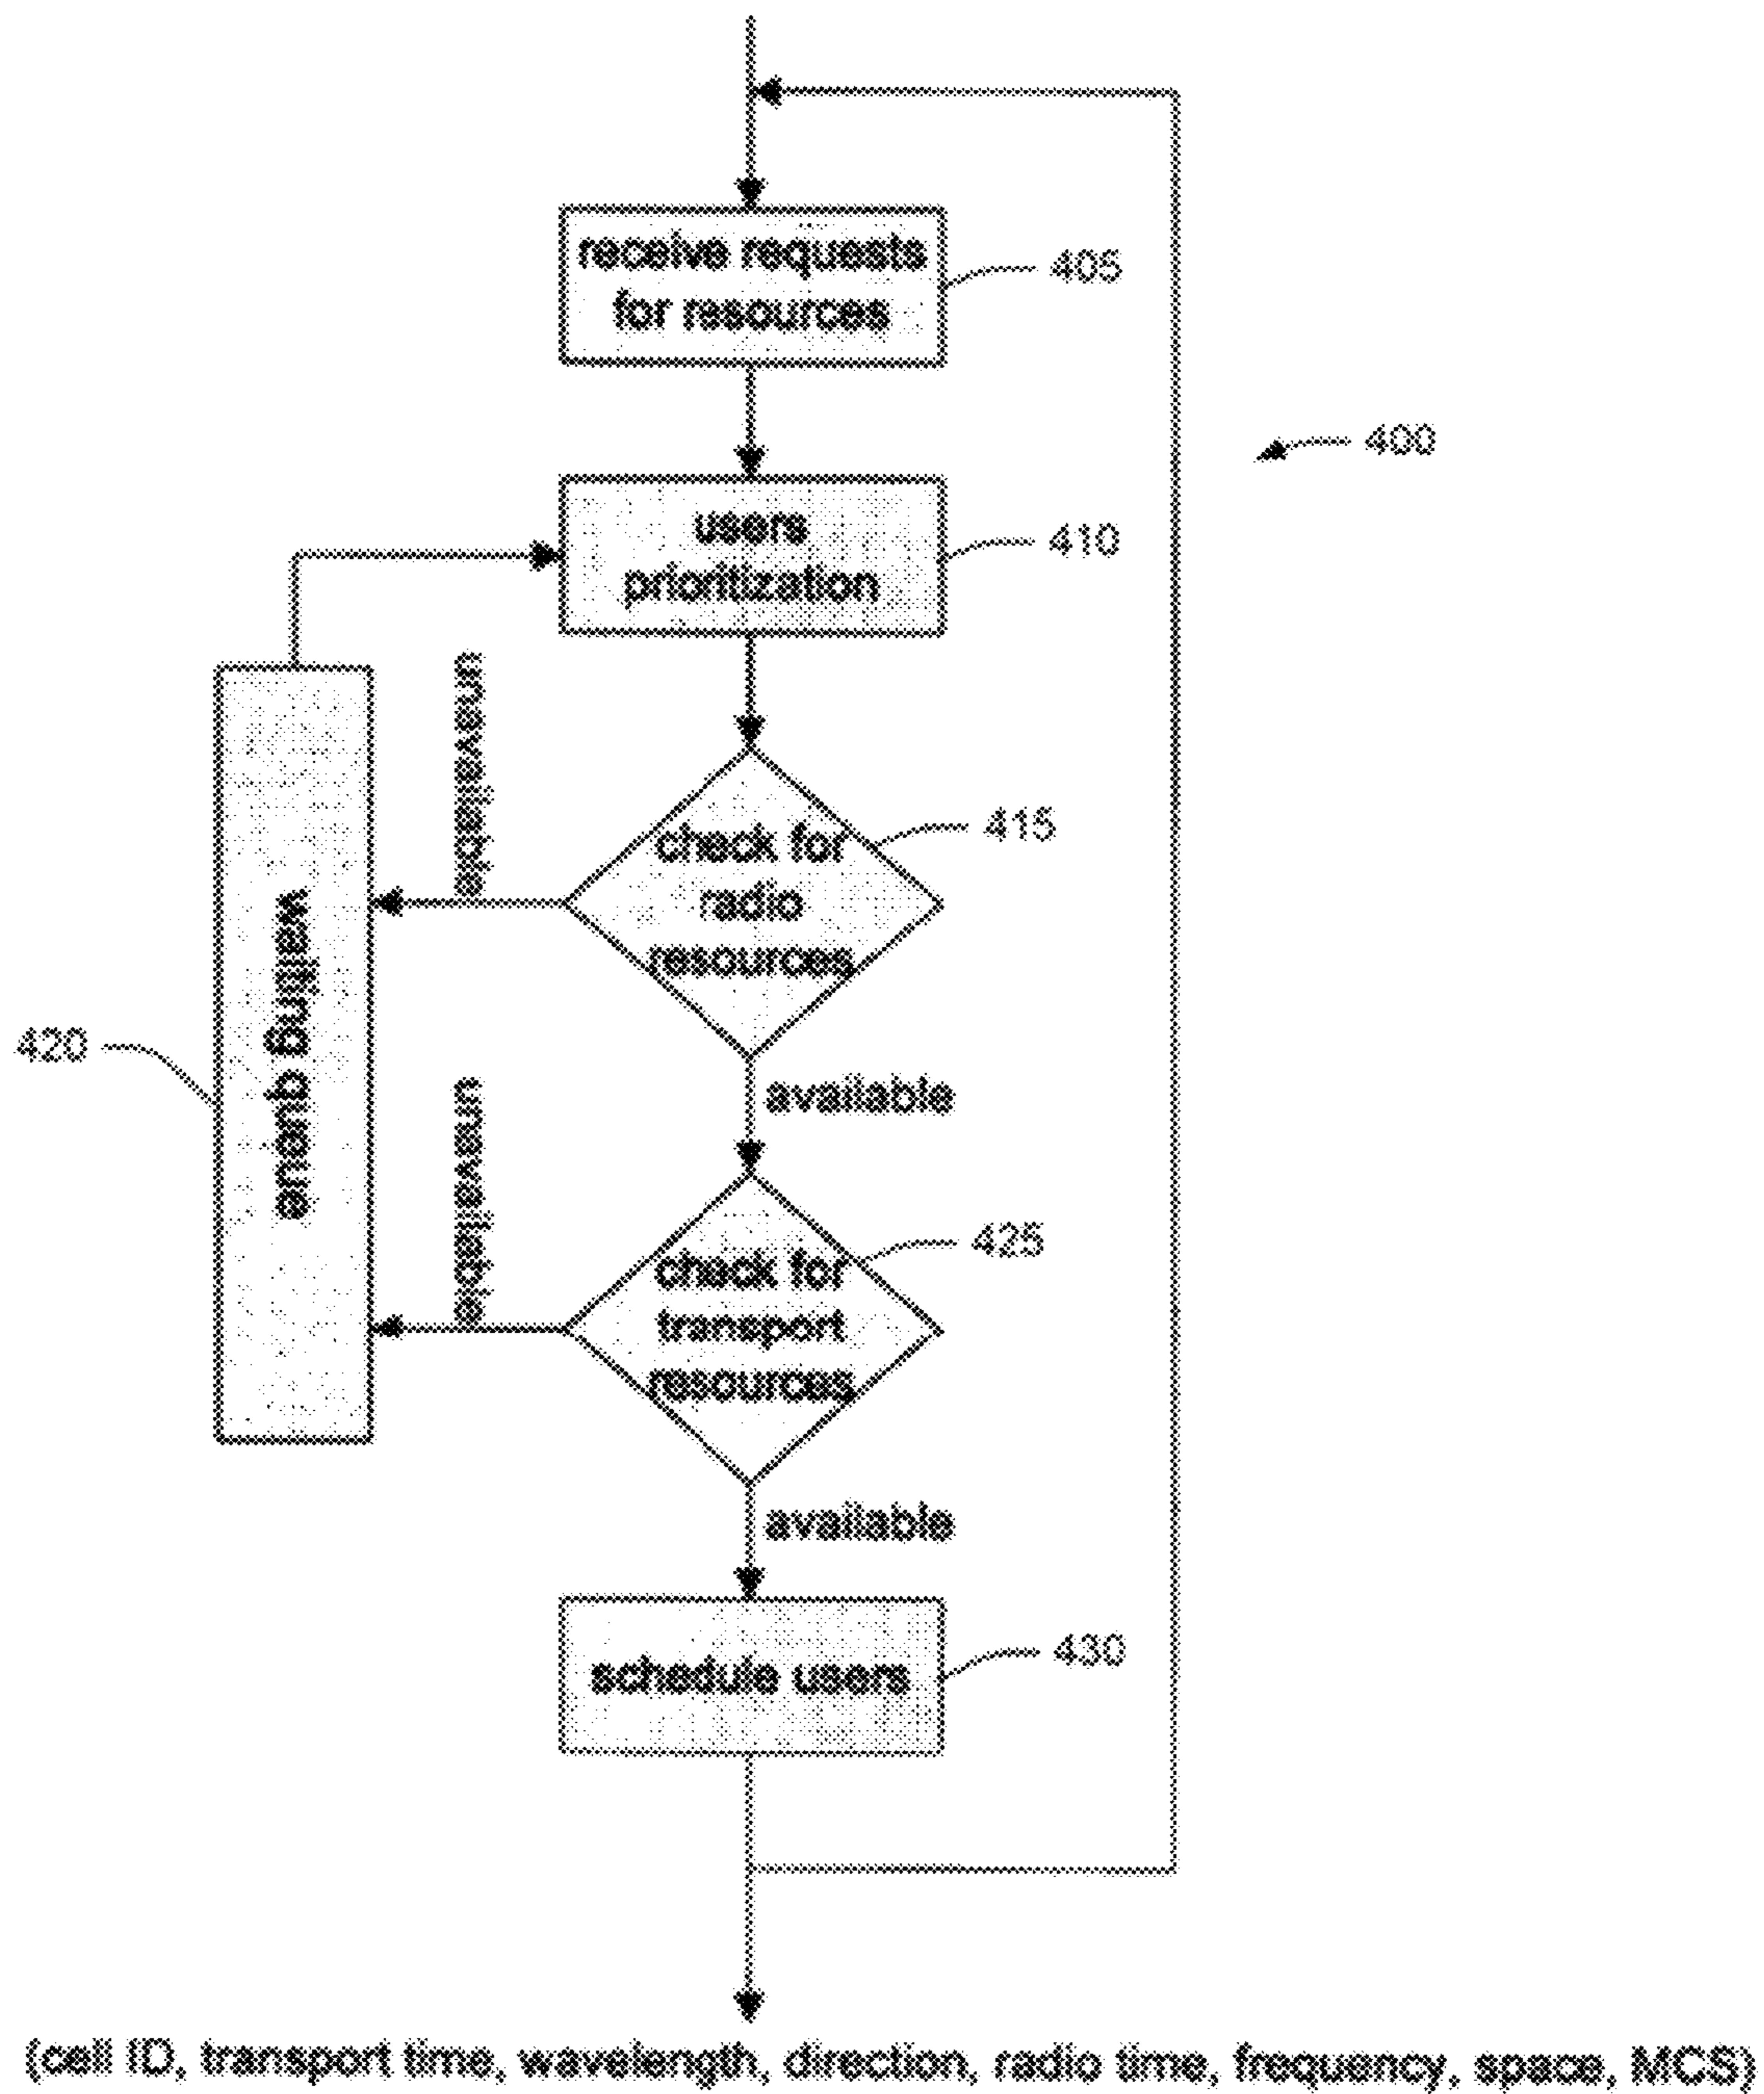 receive requests
for resources
405
400
users
prioritization
410
unavailable
check for
radio
resources
415
waiting queue
420
available
unavailable
check for
transport
resources
425
available
schedule users
430
(cell ID, transport time, wavelength, direction, radio time, frequency, space, MCS)